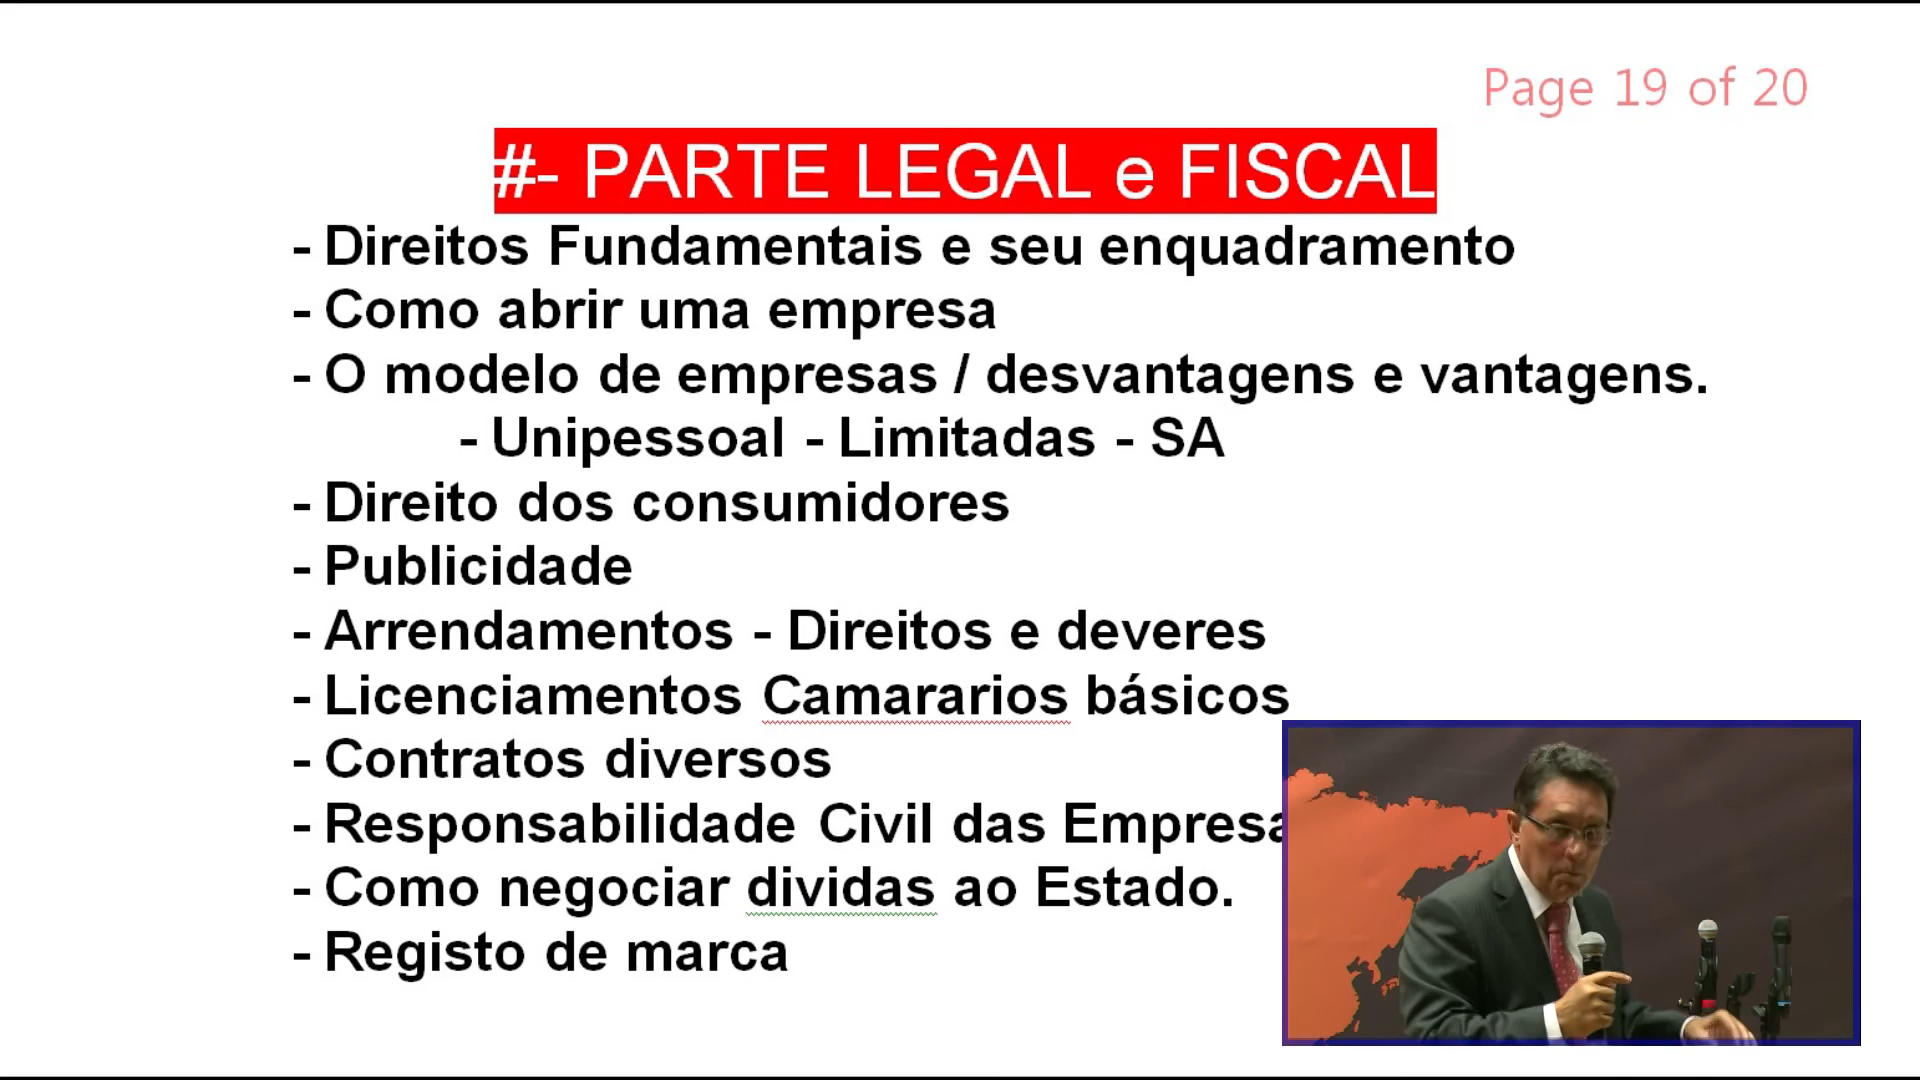 Page 19 of 20
#- PARTE LEGAL e FISCAL
- Direitos Fundamentais e seu enquadramento
- Como abrir uma empresa
- O modelo de empresas / desvantagens e vantagens.
- Unipessoal - Limitadas - SA
- Direito dos consumidores
- Publicidade
- Arrendamentos - Direitos e deveres
- Licenciamentos Camararios básicos
- Contratos diversos
- Responsabilidade Civil das Empresa
- Como negociar dividas ao Estado.
- Registo de marca